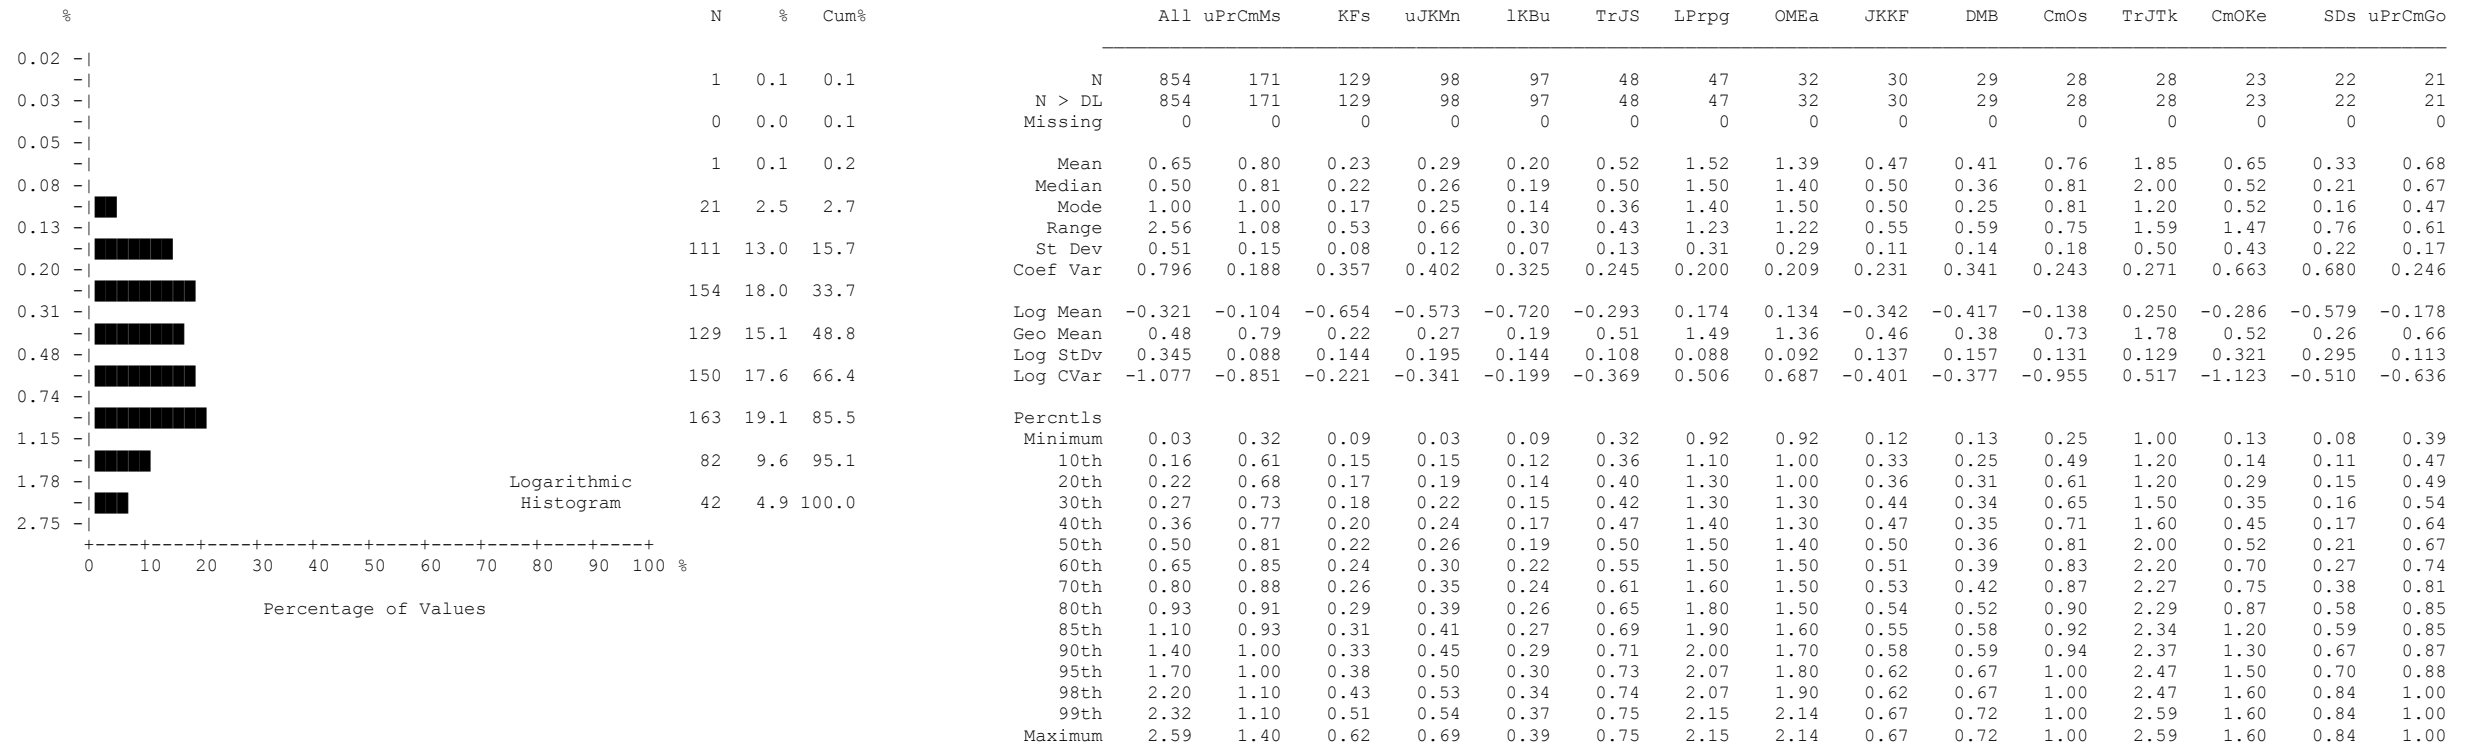 % N % Cum% All uPrCmMs KFs uJKMn lKBu TrJS LPrpg OMEa JKKF DMB CmOs TrJTk CmOKe SDs uPrCmGo
0.02 -|
-| 1 0.1 0.1 N 854 171 129 98 97 48 47 32 30 29 28 28 23 22 21
0.03 -| N > DL 854 171 129 98 97 48 47 32 30 29 28 28 23 22 21
-| 0 0.0 0.1 Missing 0 0 0 0 0 0 0 0 0 0 0 0 0 0 0
0.05 -|
-| 1 0.1 0.2 Mean 0.65 0.80 0.23 0.29 0.20 0.52 1.52 1.39 0.47 0.41 0.76 1.85 0.65 0.33 0.68
0.08 -| Median 0.50 0.81 0.22 0.26 0.19 0.50 1.50 1.40 0.50 0.36 0.81 2.00 0.52 0.21 0.67
-| 21 2.5 2.7 Mode 1.00 1.00 0.17 0.25 0.14 0.36 1.40 1.50 0.50 0.25 0.81 1.20 0.52 0.16 0.47
0.13 -| Range 2.56 1.08 0.53 0.66 0.30 0.43 1.23 1.22 0.55 0.59 0.75 1.59 1.47 0.76 0.61
-| 111 13.0 15.7 St Dev 0.51 0.15 0.08 0.12 0.07 0.13 0.31 0.29 0.11 0.14 0.18 0.50 0.43 0.22 0.17
0.20 -| Coef Var 0.796 0.188 0.357 0.402 0.325 0.245 0.200 0.209 0.231 0.341 0.243 0.271 0.663 0.680 0.246
-| 154 18.0 33.7
0.31 -| Log Mean -0.321 -0.104 -0.654 -0.573 -0.720 -0.293 0.174 0.134 -0.342 -0.417 -0.138 0.250 -0.286 -0.579 -0.178
-| 129 15.1 48.8 Geo Mean 0.48 0.79 0.22 0.27 0.19 0.51 1.49 1.36 0.46 0.38 0.73 1.78 0.52 0.26 0.66
0.48 -| Log StDv 0.345 0.088 0.144 0.195 0.144 0.108 0.088 0.092 0.137 0.157 0.131 0.129 0.321 0.295 0.113
-| 150 17.6 66.4 Log CVar -1.077 -0.851 -0.221 -0.341 -0.199 -0.369 0.506 0.687 -0.401 -0.377 -0.955 0.517 -1.123 -0.510 -0.636
0.74 -|
-| 163 19.1 85.5 Percntls
1.15 -| Minimum 0.03 0.32 0.09 0.03 0.09 0.32 0.92 0.92 0.12 0.13 0.25 1.00 0.13 0.08 0.39
-| 82 9.6 95.1 10th 0.16 0.61 0.15 0.15 0.12 0.36 1.10 1.00 0.33 0.25 0.49 1.20 0.14 0.11 0.47
1.78 -| Logarithmic 20th 0.22 0.68 0.17 0.19 0.14 0.40 1.30 1.00 0.36 0.31 0.61 1.20 0.29 0.15 0.49
-| Histogram 42 4.9 100.0 30th 0.27 0.73 0.18 0.22 0.15 0.42 1.30 1.30 0.44 0.34 0.65 1.50 0.35 0.16 0.54
2.75 -| 40th 0.36 0.77 0.20 0.24 0.17 0.47 1.40 1.30 0.47 0.35 0.71 1.60 0.45 0.17 0.64
+----+----+----+----+----+----+----+----+----+----+ 50th 0.50 0.81 0.22 0.26 0.19 0.50 1.50 1.40 0.50 0.36 0.81 2.00 0.52 0.21 0.67
0 10 20 30 40 50 60 70 80 90 100 % 60th 0.65 0.85 0.24 0.30 0.22 0.55 1.50 1.50 0.51 0.39 0.83 2.20 0.70 0.27 0.74
70th 0.80 0.88 0.26 0.35 0.24 0.61 1.60 1.50 0.53 0.42 0.87 2.27 0.75 0.38 0.81
Percentage of Values 80th 0.93 0.91 0.29 0.39 0.26 0.65 1.80 1.50 0.54 0.52 0.90 2.29 0.87 0.58 0.85
85th 1.10 0.93 0.31 0.41 0.27 0.69 1.90 1.60 0.55 0.58 0.92 2.34 1.20 0.59 0.85
90th 1.40 1.00 0.33 0.45 0.29 0.71 2.00 1.70 0.58 0.59 0.94 2.37 1.30 0.67 0.87
95th 1.70 1.00 0.38 0.50 0.30 0.73 2.07 1.80 0.62 0.67 1.00 2.47 1.50 0.70 0.88
98th 2.20 1.10 0.43 0.53 0.34 0.74 2.07 1.90 0.62 0.67 1.00 2.47 1.60 0.84 1.00
99th 2.32 1.10 0.51 0.54 0.37 0.75 2.15 2.14 0.67 0.72 1.00 2.59 1.60 0.84 1.00
Maximum 2.59 1.40 0.62 0.69 0.39 0.75 2.15 2.14 0.67 0.72 1.00 2.59 1.60 0.84 1.00